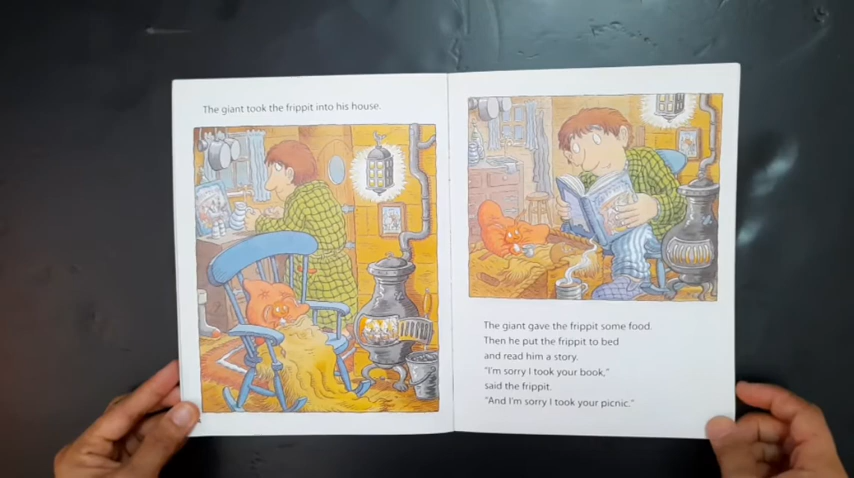 The giant took the frippit into his house.
The giant gave the frippit some food.
Then he put the frippit to bed
and read him a story.
"I'm sorry I took your book,"
said the frippit.
"And I'm sorry I took your picnic."